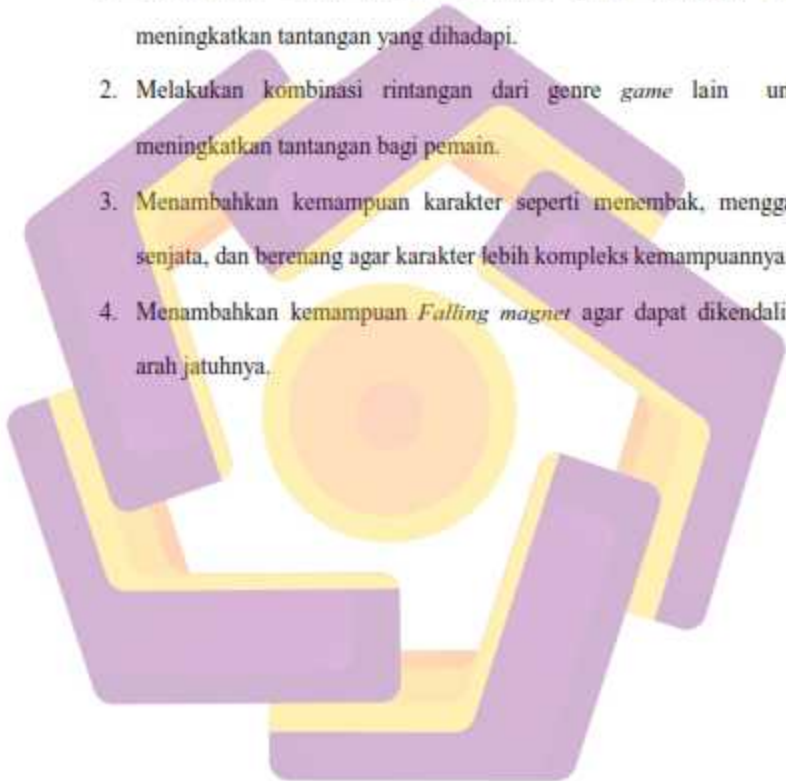 meningkatkan tantangan yang dihadapi.
2. Melakukan kombinasi rintangan dari genre game lain un
meningkatkan tantangan bagi pemain.
3. Menambahkan kemampuan karakter seperti menembak, mengga
senjata, dan berenang agar karakter lebih kompleks kemampuannya
4. Menambahkan kemampuan Falling magnet agar dapat dikendali
arah jatuhnya.